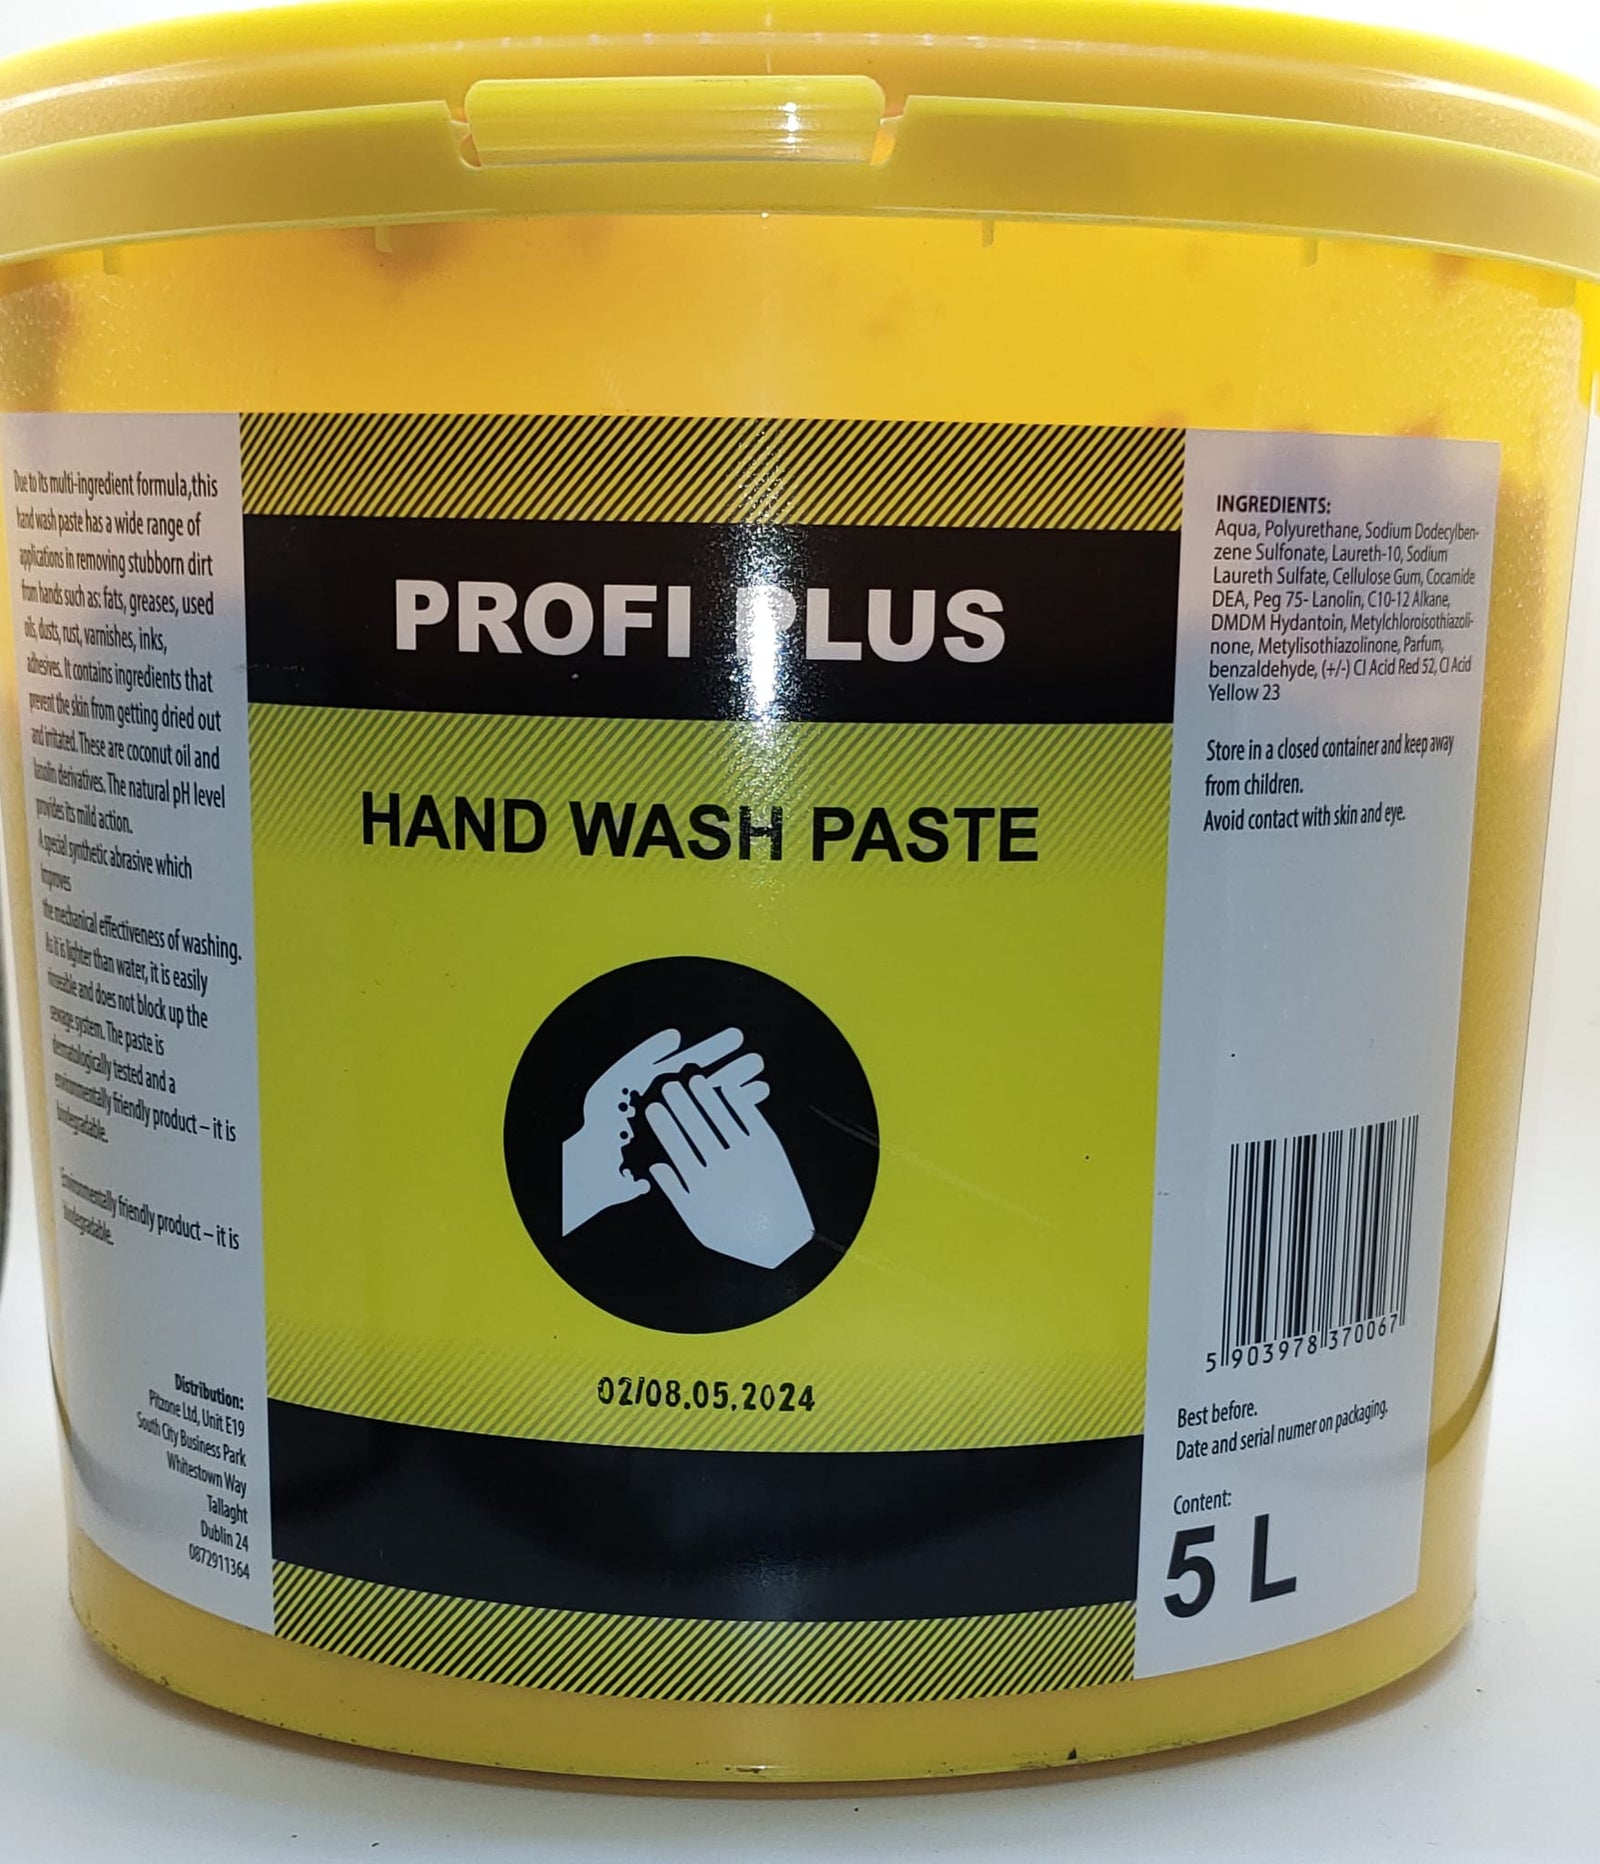 Due to its multi-ingredient formula,this
hand wash paste has a wide range of
applications in removing stubborn dirt
from hands such as: fats, greases, used
oils, dusts, rust, varnishes, inks,
adhesives. It contains ingredients that
prevent the skin from getting dried out
and irritated. These are coconut oil and
lanolin derivatives. The natural pH level
provides its mild action.
A special synthetic abrasive which
improves
the mechanical effectiveness of washing.
As it is lighter than water, it is easily
rinseable and does not block up the
sewage system. The paste is
dermatologically tested and a
environmentally friendly product – it is
biodegradable.
Environmentally friendly product – it is
biodegradable.
Distribution:
Pitzone Ltd, Unit E19
South City Business Park
Whitestown Way
Tallaght
Dublin 24
0872911364
PROFI PLUS
HAND WASH PASTE
02/08.05.2024
INGREDIENTS:
Aqua, Polyurethane, Sodium Dodecylben-
zene Sulfonate, Laureth-10, Sodium
Laureth Sulfate, Cellulose Gum, Cocamide
DEA, Peg 75- Lanolin, C10-12 Alkane,
DMDM Hydantoin, Metylchloroisothiazoli-
none, Metylisothiazolinone, Parfum,
benzaldehyde, (+/-) CI Acid Red 52, CI Acid
Yellow 23
Store in a closed container and keep away
from children.
Avoid contact with skin and eye.
5 903978 370067
Best before.
Date and serial numer on packaging.
Content:
5 L